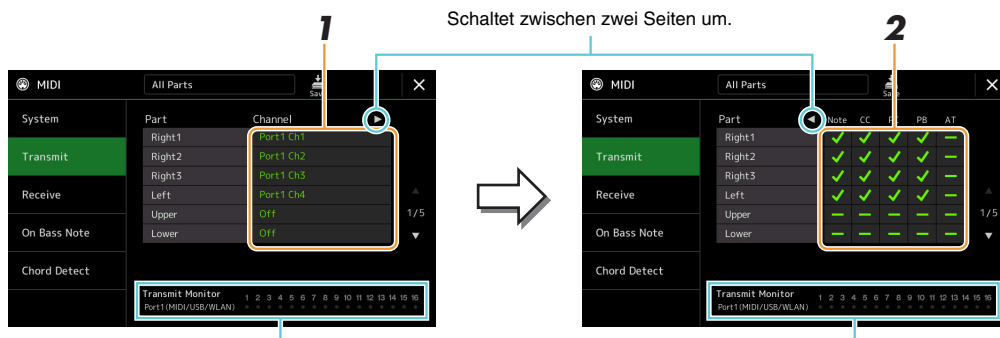 Schaltet zwischen zwei Seiten um.
1
2
MIDI
All Parts
Save
System
Transmit
Receive
On Bass Note
Chord Detect
Part Channel
Right1 Port1 Ch1
Right2 Port1 Ch2
Right3 Port1 Ch3
Left Port1 Ch4
Upper Off
Lower Off
1/5
Transmit Monitor 1 2 3 4 5 6 7 8 9 10 11 12 13 14 15 16
Port1(MIDI/USB/WLAN)
MIDI
All Parts
System
Transmit
Receive
On Bass Note
Chord Detect
Part Note CC PC PB AT
Right1
Right2
Right3
Left
Upper
Lower
1/5
Transmit Monitor 1 2 3 4 5 6 7 8 9 10 11 12 13 14 15 16
Port1(MIDI/USB/WLAN)